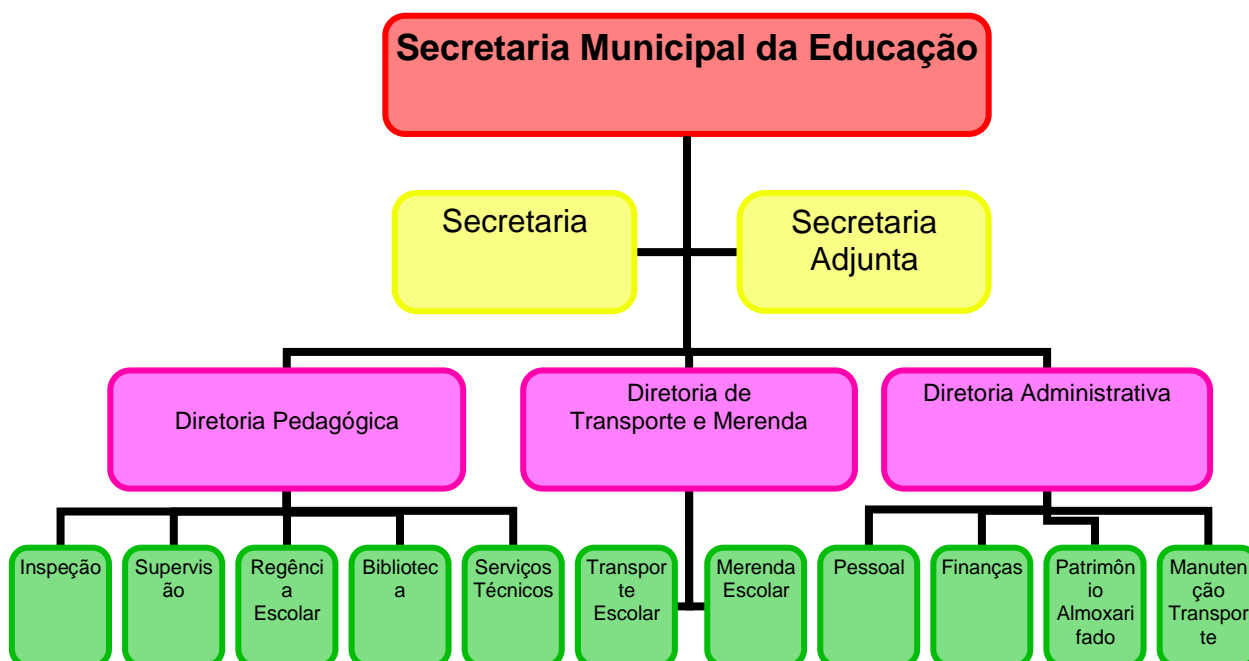 Secretaria Municipal da Educação
Secretaria
Secretaria
Adjunta
Diretoria Pedagógica
Diretoria de
Transporte e Merenda
Diretoria Administrativa
Inspeção
Supervis
ão
Regênci
a
Escolar
Bibliotec
a
Serviços
Técnicos
Transpor
te
Escolar
Merenda
Escolar
Pessoal
Finanças
Patrimôn
io
Almoxari
fado
Manuten
ção
Transpor
te